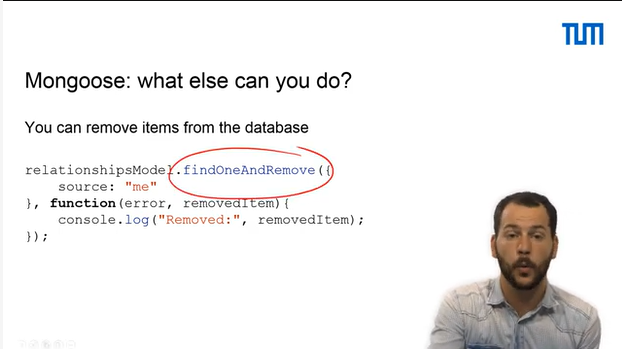 TUM
Mongoose: what else can you do?
You can remove items from the database
relationshipsModel.findOneAndRemove({
    source: "me"
}, function(error, removedItem){
    console.log("Removed:", removedItem);
});